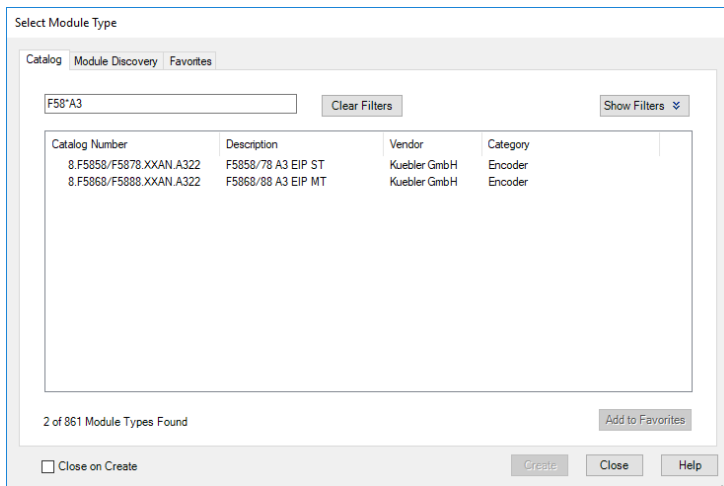 Select Module Type
Catalog Module Discovery Favorites
F58*A3 Clear Filters Show Filters
Catalog Number Description Vendor Category
8.F5858/F5878.XXAN.A322 F5858/78 A3 EIP ST Kuebler GmbH Encoder
8.F5868/F5888.XXAN.A322 F5868/88 A3 EIP MT Kuebler GmbH Encoder
2 of 861 Module Types Found Add to Favorites
Close on Create Create Close Help